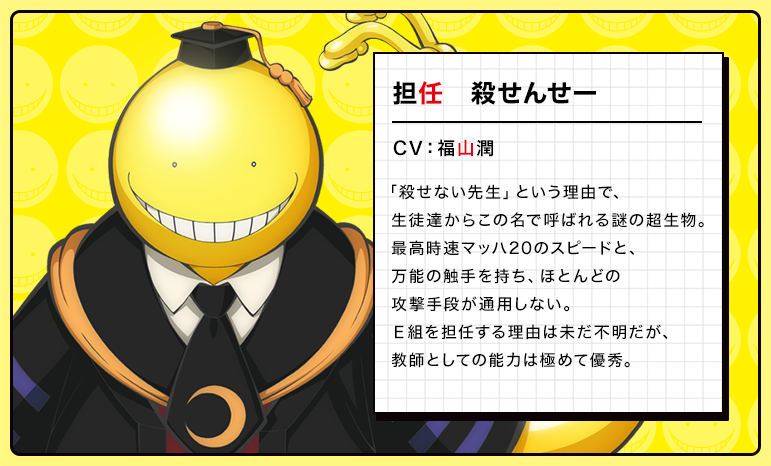 担任　殺せんせー
CV：福山潤
「殺せない先生」という理由で、
生徒達からこの名で呼ばれる謎の超生物。
最高時速マッハ20のスピードと、
万能の触手を持ち、ほとんどの
攻撃手段が通用しない。
Ｅ組を担任する理由は未だ不明だが、
教師としての能力は極めて優秀。